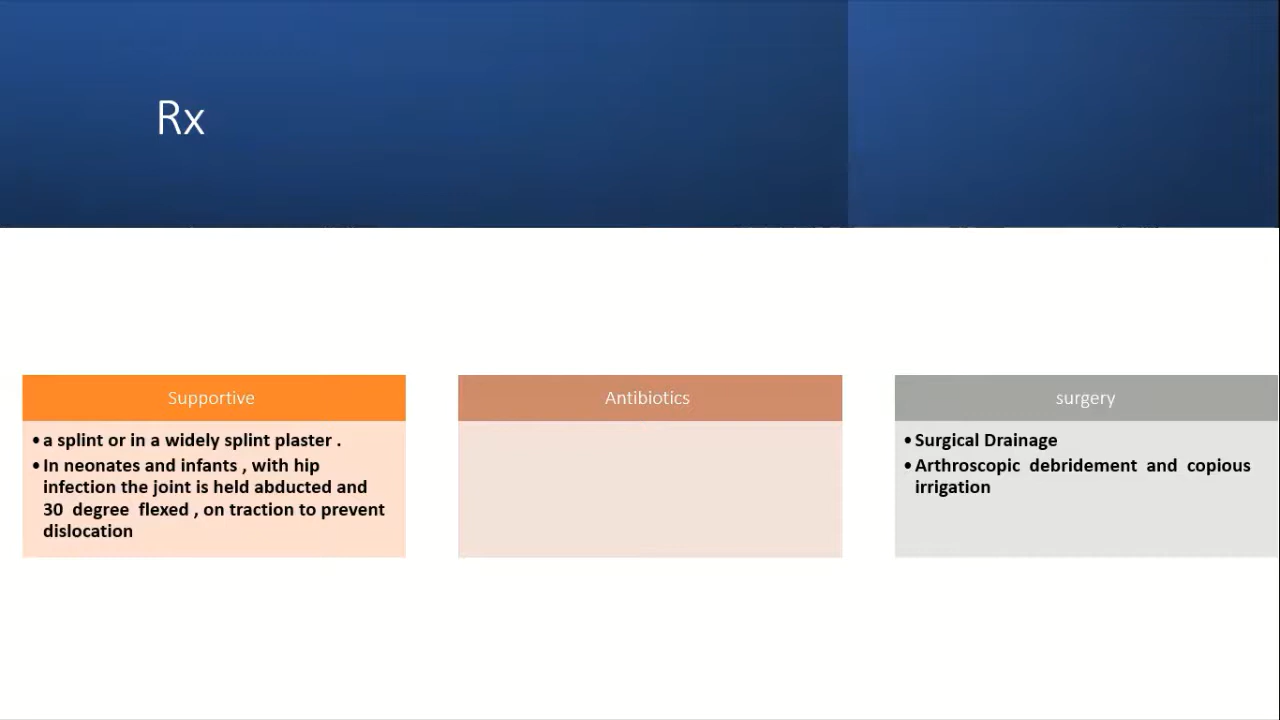 Rx
Supportive
•a splint or in a widely splint plaster .
•In neonates and infants , with hip
infection the joint is held abducted and
30 degree flexed , on traction to prevent
dislocation
Antibiotics
surgery
•Surgical Drainage
•Arthroscopic debridement and copious
irrigation